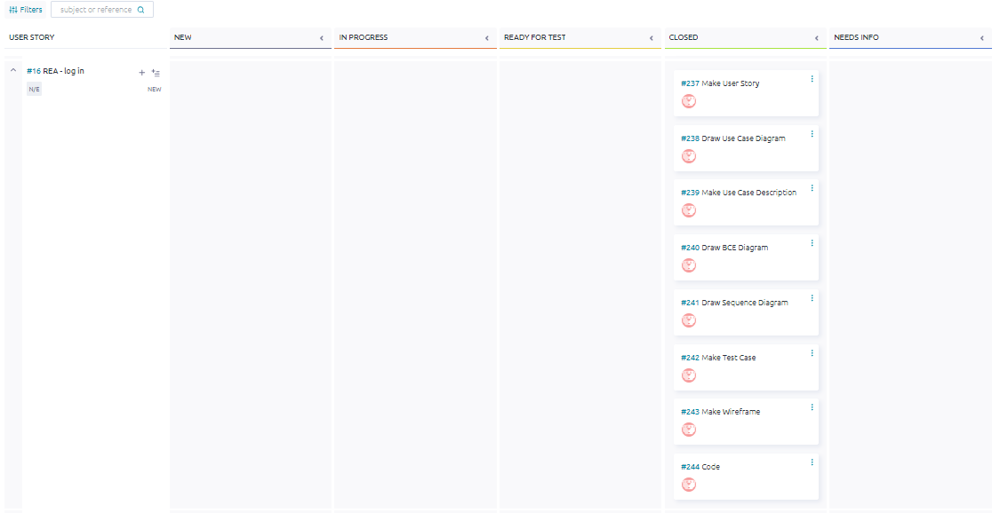 Filters
subject or reference
USER STORY
NEW
IN PROGRESS
READY FOR TEST
CLOSED
NEEDS INFO
#16 REA - log in
N/E
NEW
#237 Make User Story
#238 Draw Use Case Diagram
#239 Make Use Case Description
#240 Draw BCE Diagram
#241 Draw Sequence Diagram
#242 Make Test Case
#243 Make Wireframe
#244 Code